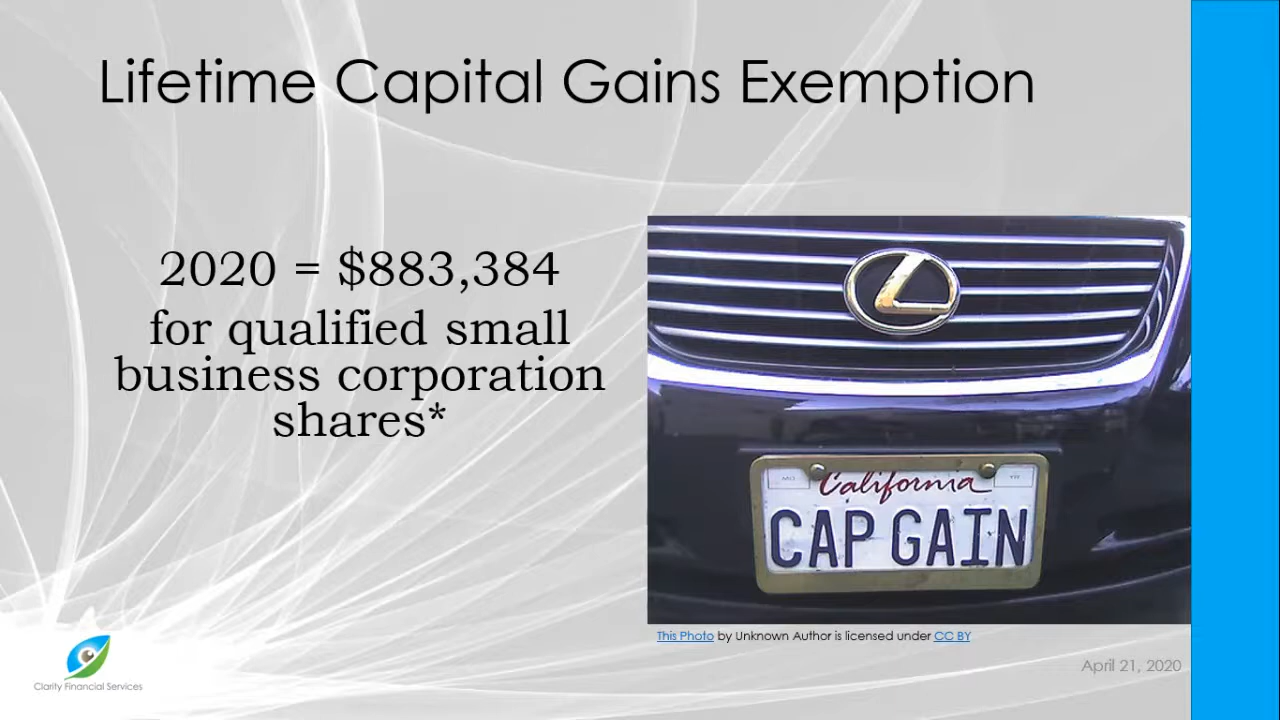 Lifetime Capital Gains Exemption
2020 = $883,384
for qualified small
business corporation
shares*
California
CAP GAIN
This Photo by Unknown Author is licensed under CC BY
April 21, 2020
Clarity Financial Services